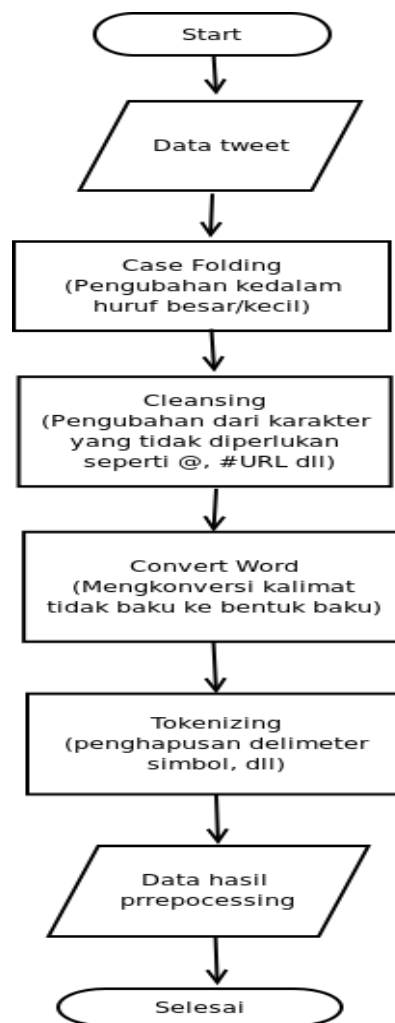 Start
Data tweet
Case Folding
(Pengubahan kedalam
huruf besar/kecil)
Cleansing
(Pengubahan dari karakter
yang tidak diperlukan
seperti @, #URL dll)
Convert Word
(Mengkonversi kalimat
tidak baku ke bentuk baku)
Tokenizing
(penghapusan delimeter
simbol, dll)
Data hasil
prrepocessing
Selesai